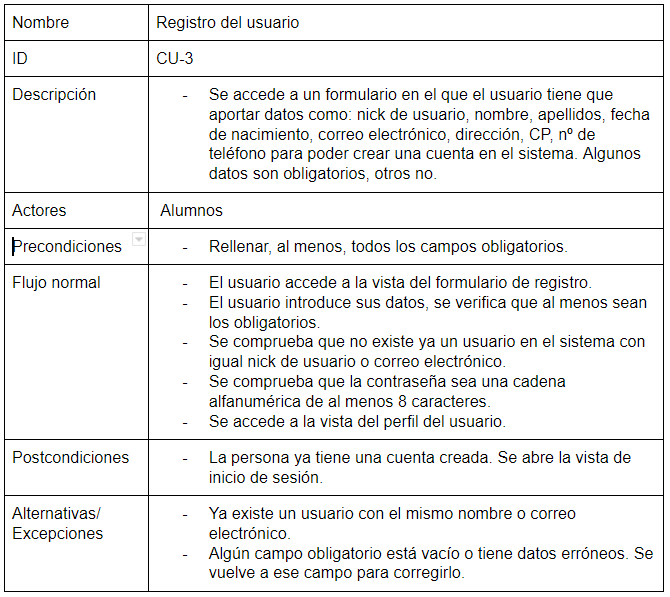 Nombre
Registro del usuario
ID
CU-3
Descripción
- Se accede a un formulario en el que el usuario tiene que
aportar datos como: nick de usuario, nombre, apellidos, fecha
de nacimiento, correo electrónico, dirección, CP, nº de
teléfono para poder crear una cuenta en el sistema. Algunos
datos son obligatorios, otros no.
Actores
Alumnos
Precondiciones
- Rellenar, al menos, todos los campos obligatorios.
Flujo normal
- El usuario accede a la vista del formulario de registro.
- El usuario introduce sus datos, se verifica que al menos sean
los obligatorios.
- Se comprueba que no existe ya un usuario en el sistema con
igual nick de usuario o correo electrónico.
- Se comprueba que la contraseña sea una cadena
alfanumérica de al menos 8 caracteres.
- Se accede a la vista del perfil del usuario.
Postcondiciones
- La persona ya tiene una cuenta creada. Se abre la vista de
inicio de sesión.
Alternativas/
Excepciones
- Ya existe un usuario con el mismo nombre o correo
electrónico.
- Algún campo obligatorio está vacío o tiene datos erróneos. Se
vuelve a ese campo para corregirlo.